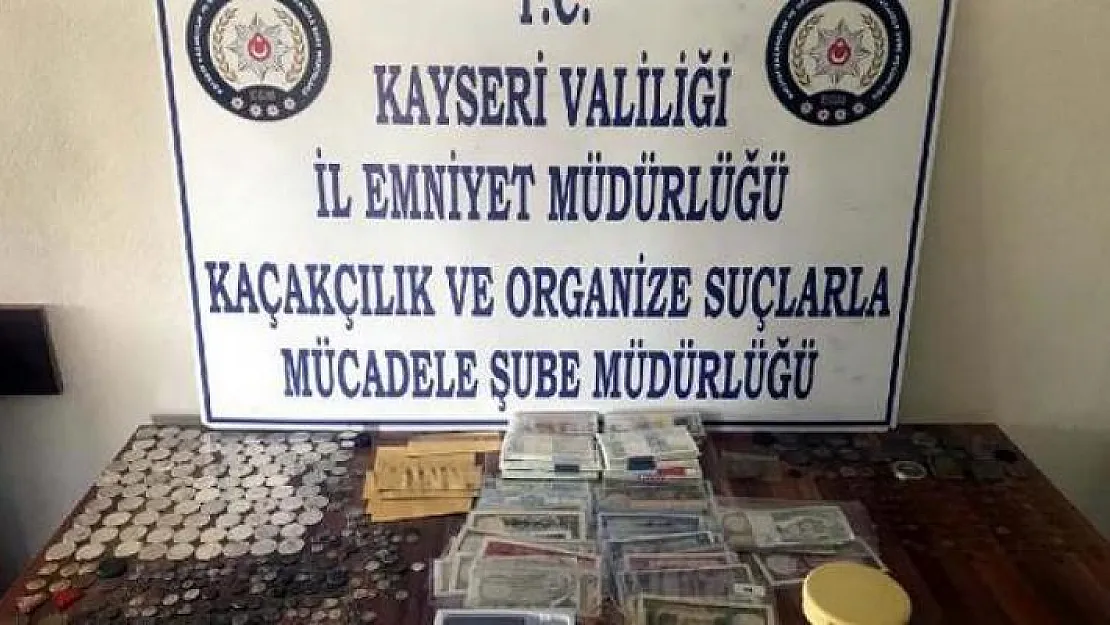 T.C.
KAYSERİ VALİLİĞİ
İL EMNİYET MÜDÜRLÜĞÜ
KAÇAKÇILIK VE ORGANİZE SUÇLARLA
MÜCADELE ŞUBE MÜDÜRLÜĞÜ